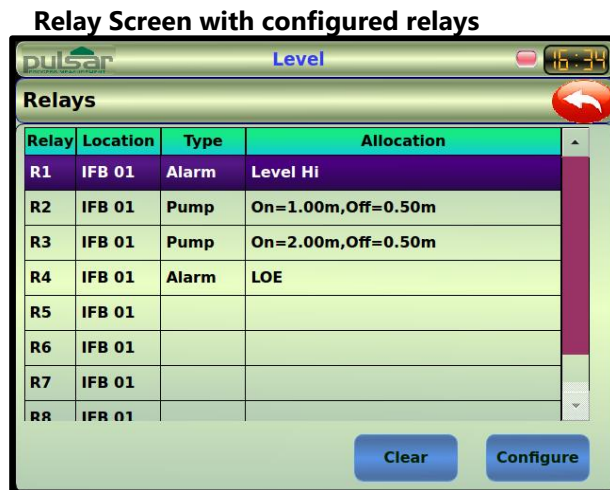 Relay Screen with configured relays
pulsar Level 16:34
PROCESS MEASUREMENT
Relays
Relay Location Type Allocation
R1 IFB 01 Alarm Level Hi
R2 IFB 01 Pump On=1.00m,Off=0.50m
R3 IFB 01 Pump On=2.00m,Off=0.50m
R4 IFB 01 Alarm LOE
R5 IFB 01
R6 IFB 01
R7 IFB 01
R8 IFB 01
Clear Configure